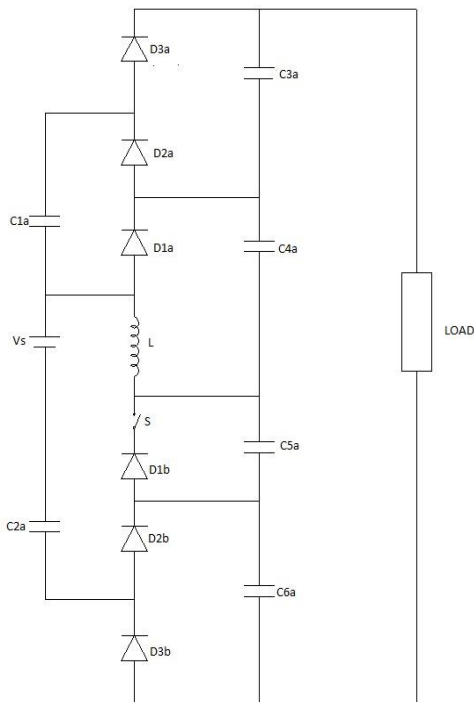 D3a
C3a
D2a
C1a
D1a
C4a
Vs
L
LOAD
S
C5a
D1b
C2a
D2b
C6a
D3b